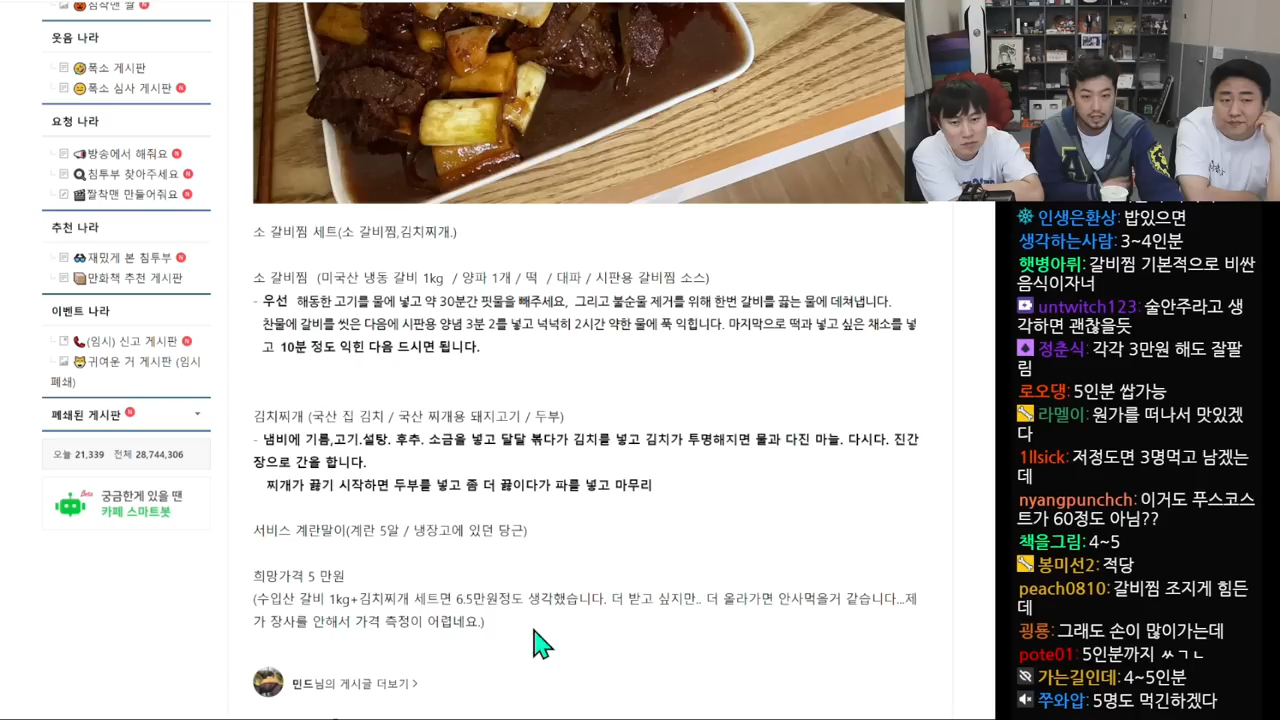 심삭맨 짤 N
웃음 나라
폭소 게시판
폭소 심사 게시판 N
요청 나라
방송에서 해줘요 N
침투부 찾아주세요 N
짤착맨 만들어줘요 N
추천 나라
재밌게 본 침투부 N
만화책 추천 게시판
이벤트 나라
(임시) 신고 게시판 N
귀여운 거 게시판 (임시
폐쇄)
폐쇄된 게시판 N
오늘 21,339 전체 28,744,306
Beta
궁금한게 있을 땐
카페 스마트봇
소 갈비찜 세트(소 갈비찜,김치찌개.)
소 갈비찜 (미국산 냉동 갈비 1kg / 양파 1개 / 떡 / 대파 / 시판용 갈비찜 소스)
- 우선 해동한 고기를 물에 넣고 약 30분간 핏물을 빼주세요, 그리고 불순물 제거를 위해 한번 갈비를 끓는 물에 데쳐냅니다.
찬물에 갈비를 씻은 다음에 시판용 양념 3분 2를 넣고 넉넉히 2시간 약한 물에 푹 익힙니다. 마지막으로 떡과 넣고 싶은 채소를 넣
고 10분 정도 익힌 다음 드시면 됩니다.
김치찌개 (국산 집 김치 / 국산 찌개용 돼지고기 / 두부)
- 냄비에 기름,고기.설탕. 후추. 소금을 넣고 달달 볶다가 김치를 넣고 김치가 투명해지면 물과 다진 마늘. 다시다. 진간
장으로 간을 합니다.
찌개가 끓기 시작하면 두부를 넣고 좀 더 끓이다가 파를 넣고 마무리
서비스 계란말이(계란 5알 / 냉장고에 있던 당근)
희망가격 5 만원
(수입산 갈비 1kg+김치찌개 세트면 6.5만원정도 생각했습니다. 더 받고 싶지만.. 더 올라가면 안사먹을거 같습니다...제
가 장사를 안해서 가격 측정이 어렵네요.)
민드님의 게시글 더보기 >
인생은환상: 밥있으면
생각하는사람: 3~4인분
햇병아뤼: 갈비찜 기본적으로 비싼
음식이자너
untwitch123: 술안주라고 생
각하면 괜찮을듯
정춘식: 각각 3만원 해도 잘팔
림
로오댕: 5인분 쌉가능
라멜이: 원가를 떠나서 맛있겠
다
1llsick: 저정도면 3명먹고 남겠는
데
nyangpunchch: 이거도 푸스코스
트가 60정도 아님??
책을그림: 4~5
봉미선2: 적당
peach0810: 갈비찜 조지게 힘든
데
굉룡: 그래도 손이 많이가는데
pote01: 5인분까지 ㅆㄱㄴ
가는길인데: 4~5인분
쭈와압: 5명도 먹긴하겠다